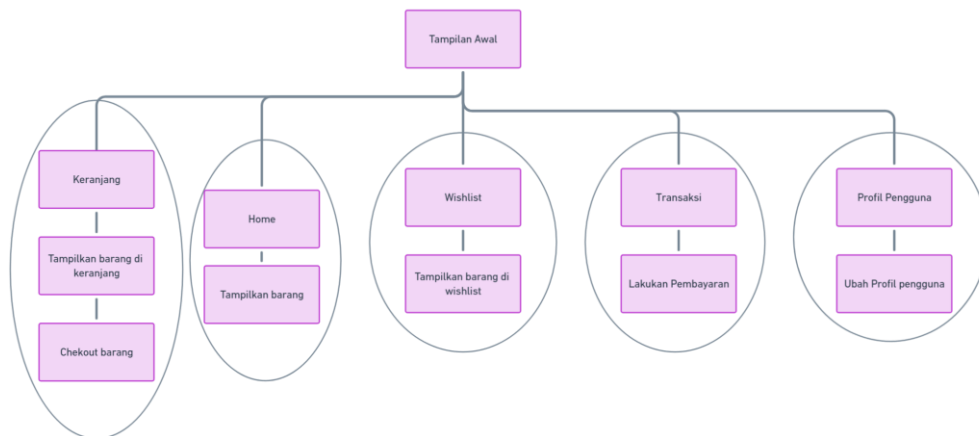 Tampilan Awal
Keranjang
Tampilkan barang di
keranjang
Chekout barang
Home
Tampilkan barang
Wishlist
Tampilkan barang di
wishlist
Transaksi
Lakukan Pembayaran
Profil Pengguna
Ubah Profil pengguna